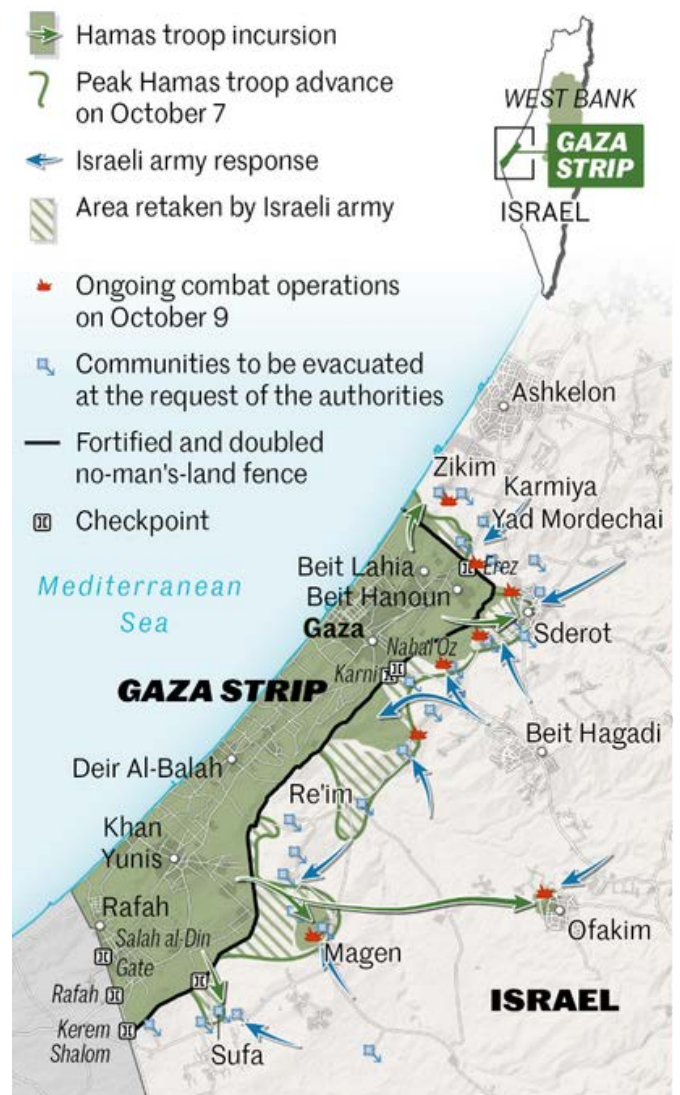 Hamas troop incursion
Peak Hamas troop advance
on October 7
Israeli army response
Area retaken by Israeli army
Ongoing combat operations
on October 9
Communities to be evacuated
at the request of the authorities
Fortified and doubled
no-man's-land fence
Checkpoint
WEST BANK
GAZA
STRIP
ISRAEL
Ashkelon
Zikim
Karmiya
Yad Mordechai
Erez
Beit Lahia
Beit Hanoun
Mediterranean
Sea
Gaza
Sderot
Nahal Oz
Karni
GAZA STRIP
Beit Hagadi
Deir Al-Balah
Re'im
Khan
Yunis
Rafah
Ofakim
Salah al-Din
Gate
Magen
Rafah
ISRAEL
Kerem
Shalom
Sufa